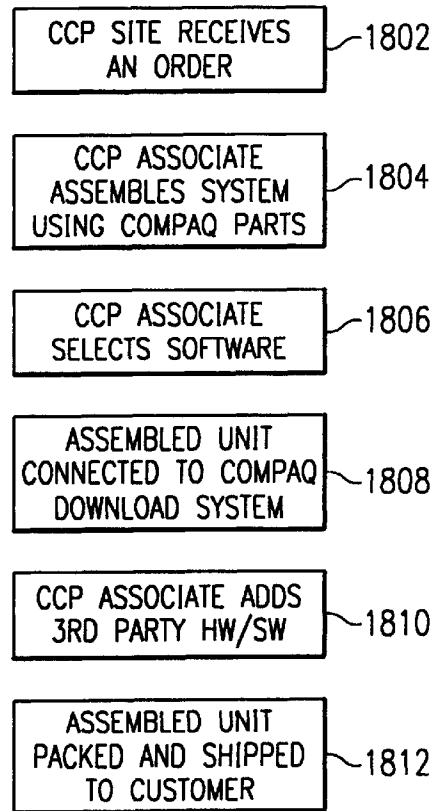 CCP SITE RECEIVES
AN ORDER
1802
CCP ASSOCIATE
ASSEMBLES SYSTEM
USING COMPAQ PARTS
1804
CCP ASSOCIATE
SELECTS SOFTWARE
1806
ASSEMBLED UNIT
CONNECTED TO COMPAQ
DOWNLOAD SYSTEM
1808
CCP ASSOCIATE ADDS
3RD PARTY HW/SW
1810
ASSEMBLED UNIT
PACKED AND SHIPPED
TO CUSTOMER
1812